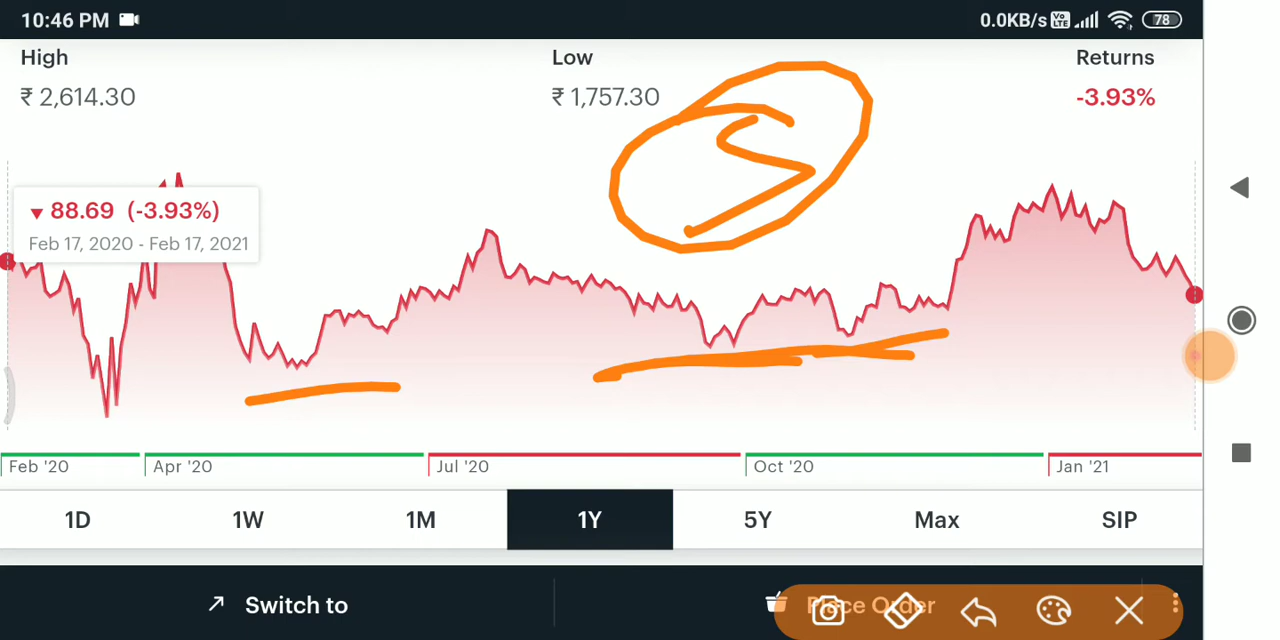 10:46 PM 0.0KB/s Vo LTE 78
High Low Returns
₹ 2,614.30 ₹ 1,757.30 -3.93%
▼ 88.69 (-3.93%)
Feb 17, 2020 - Feb 17, 2021
Feb '20 Apr '20 Jul '20 Oct '20 Jan '21
1D 1W 1M 1Y 5Y Max SIP
Switch to Place Order